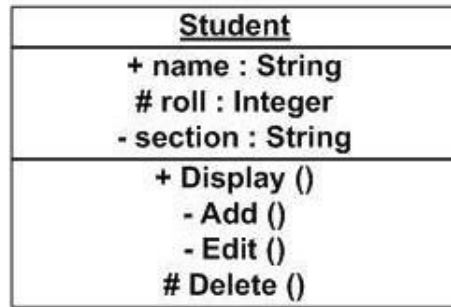 Student
+ name : String
# roll : Integer
- section : String
+ Display ()
- Add ()
- Edit ()
# Delete ()